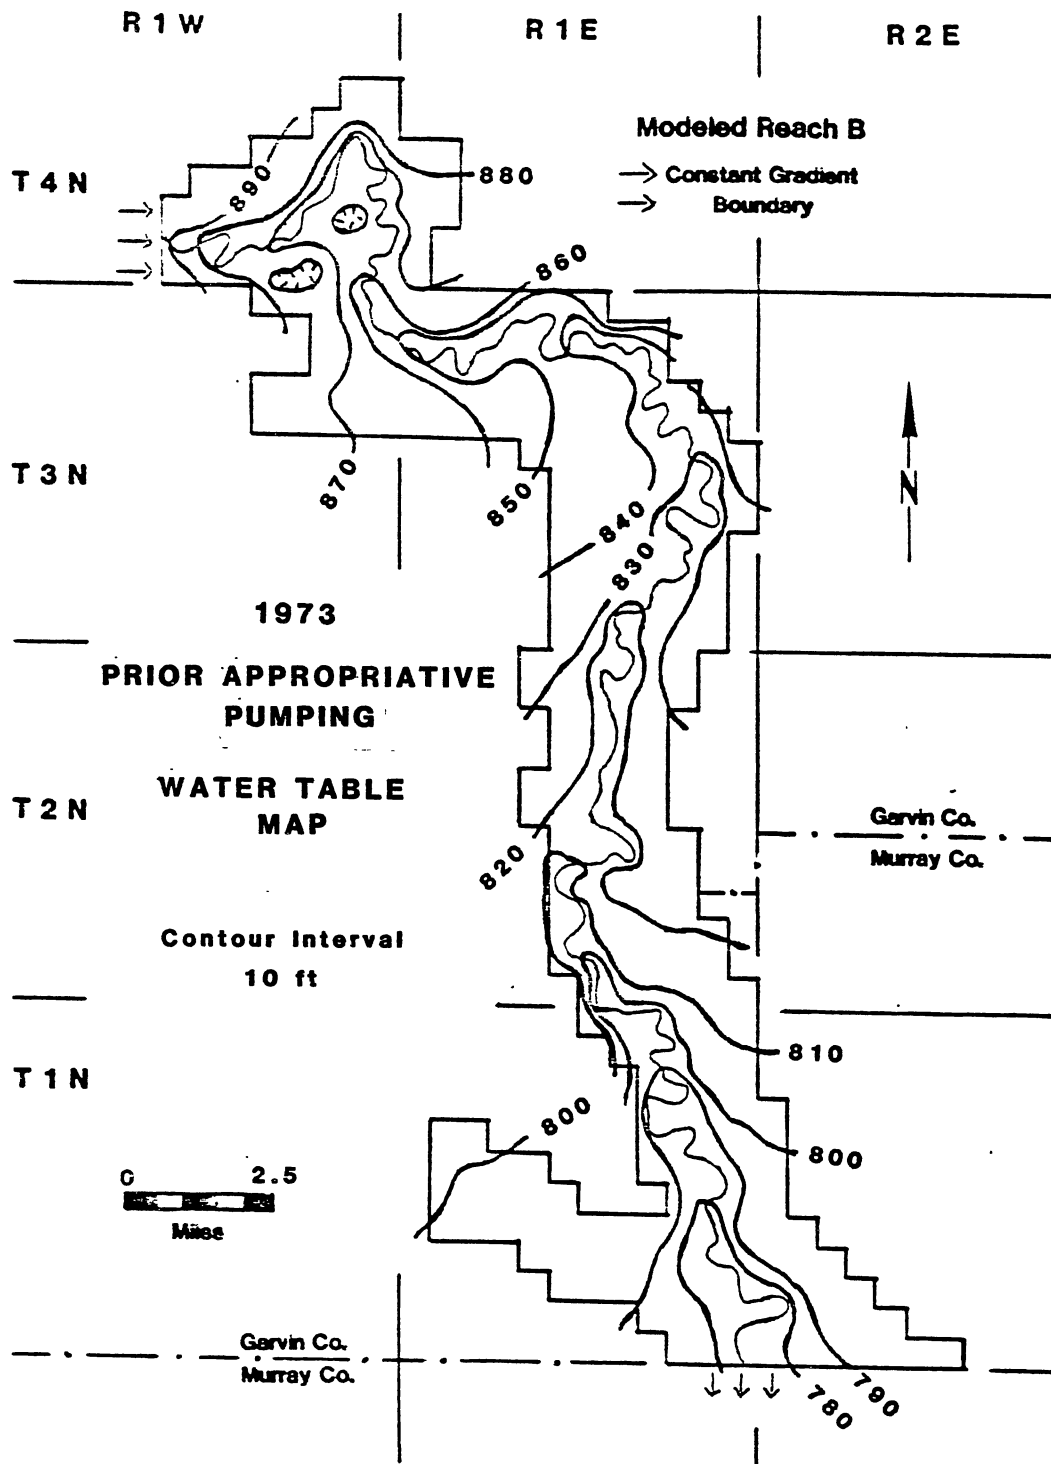 R 1 W
R 1 E
R 2 E
Modeled Reach B
Constant Gradient
Boundary
T 4 N
890
880
860
T 3 N
870
850
840
830
N
1973
PRIOR APPROPRIATIVE
PUMPING
WATER TABLE
MAP
T 2 N
820
Garvin Co.
Murray Co.
Contour Interval
10 ft
810
T 1 N
800
800
0 2.5
Miles
Garvin Co.
Murray Co.
780
790